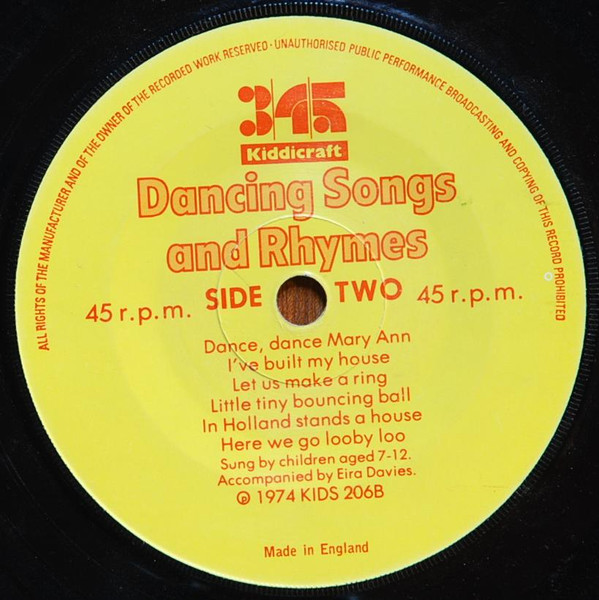 ALL RIGHTS OF THE MANUFACTURER AND OF THE OWNER OF THE RECORDED WORK RESERVED · UNAUTHORISED PUBLIC PERFORMANCE BROADCASTING AND COPYING OF THIS RECORD PROHIBITED
345
Kiddicraft
Dancing Songs
and Rhymes
45 r.p.m. SIDE TWO 45 r.p.m.
Dance, dance Mary Ann
I've built my house
Let us make a ring
Little tiny bouncing ball
In Holland stands a house
Here we go looby loo
Sung by children aged 7-12.
Accompanied by Eira Davies.
℗ 1974 KIDS 206B
Made in England